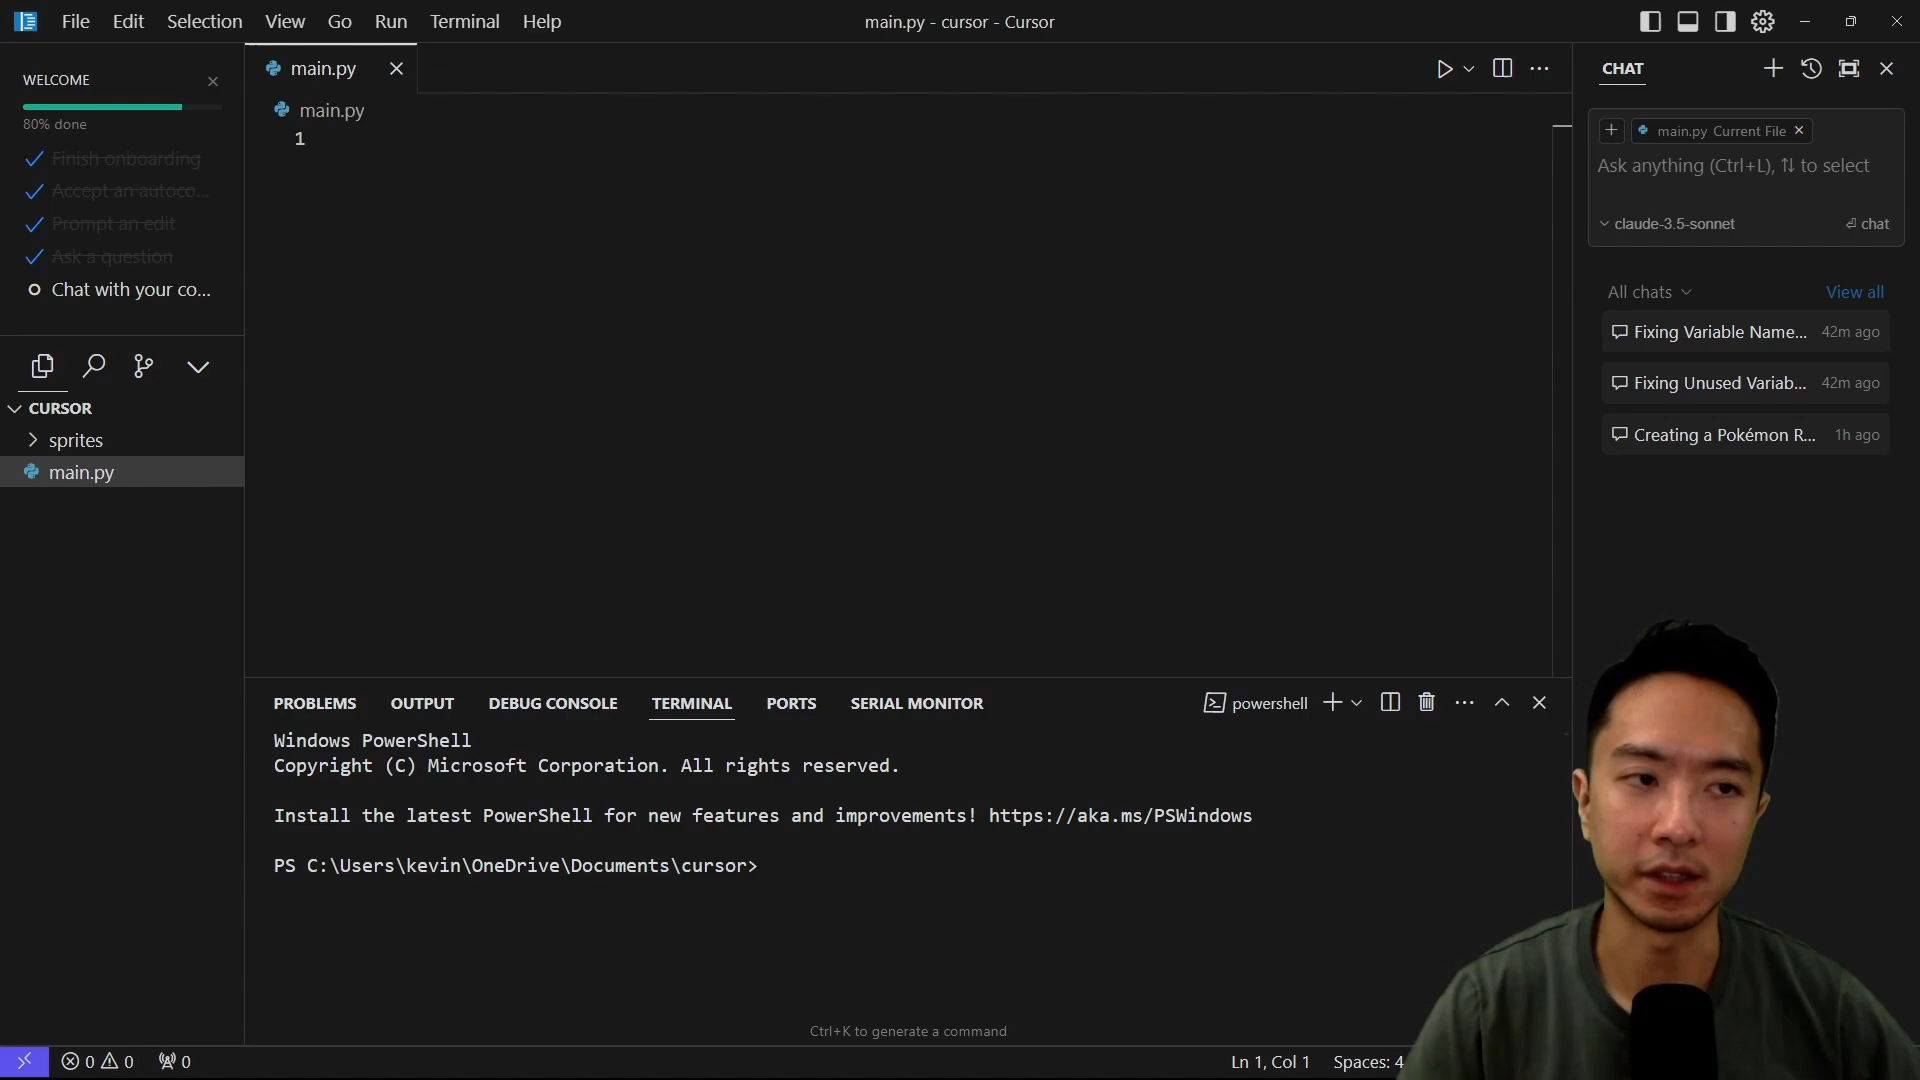 File Edit Selection View Go Run Terminal Help
main.py - cursor - Cursor
WELCOME
80% done
Finish onboarding
Accept an autoco...
Prompt an edit
Ask a question
Chat with your co...
CURSOR
sprites
main.py
main.py
main.py
1
PROBLEMS OUTPUT DEBUG CONSOLE TERMINAL PORTS SERIAL MONITOR
powershell
Windows PowerShell
Copyright (C) Microsoft Corporation. All rights reserved.
Install the latest PowerShell for new features and improvements! https://aka.ms/PSWindows
PS C:\Users\kevin\OneDrive\Documents\cursor>
Ctrl+K to generate a command
CHAT
main.py Current File
Ask anything (Ctrl+L), ⇅ to select
claude-3.5-sonnet
⏎ chat
All chats
View all
Fixing Variable Name... 42m ago
Fixing Unused Variab... 42m ago
Creating a Pokémon R... 1h ago
0 0 0
Ln 1, Col 1 Spaces: 4